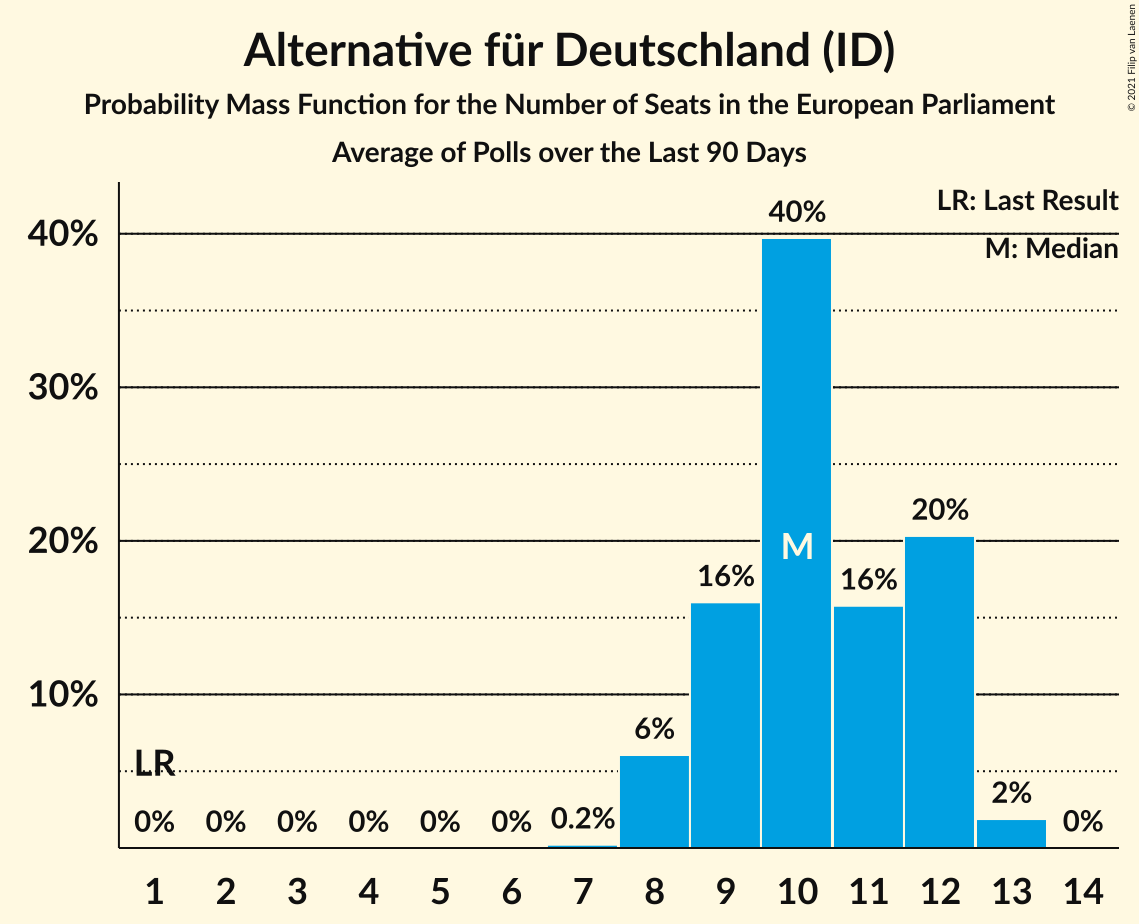 Alternative für Deutschland (ID)
Probability Mass Function for the Number of Seats in the European Parliament
Average of Polls over the Last 90 Days
© 2021 Filip van Laenen
LR: Last Result
M: Median
40%
30%
20%
10%
LR
0%
0%
0%
0%
0%
0%
0.2%
6%
16%
40%
M
16%
20%
2%
0%
1 2 3 4 5 6 7 8 9 10 11 12 13 14